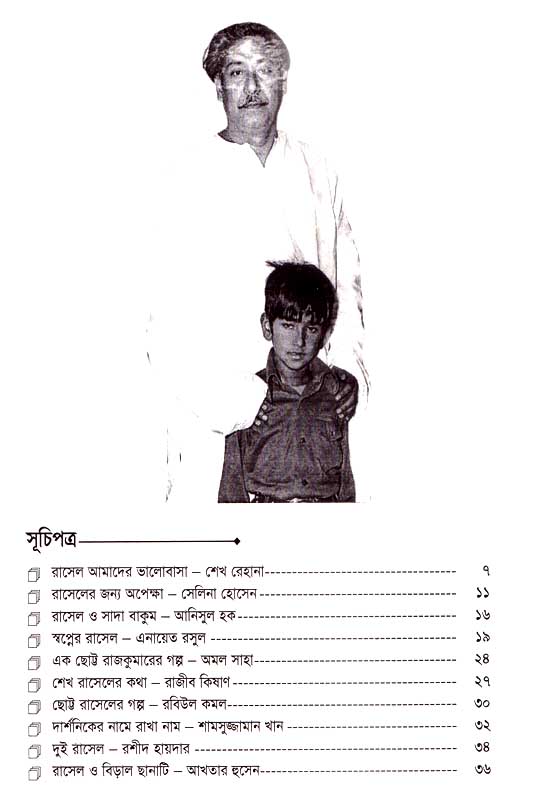 সূচিপত্র
রাসেল আমাদের ভালোবাসা – শেখ রেহানা ৭
রাসেলের জন্য অপেক্ষা – সেলিনা হোসেন ১১
রাসেল ও সাদা বাকুম – আনিসুল হক ১৬
স্বপ্নের রাসেল – এনায়েত রসুল ১৯
এক ছোট্ট রাজকুমারের গল্প – অমল সাহা ২৪
শেখ রাসেলের কথা – রাজীব কিষাণ ২৭
ছোট্ট রাসেলের গল্প – রবিউল কমল ৩০
দার্শনিকের নামে রাখা নাম – শামসুজ্জামান খান ৩২
দুই রাসেল – রশীদ হায়দার ৩৪
রাসেল ও বিড়াল ছানাটি – আখতার হুসেন ৩৬